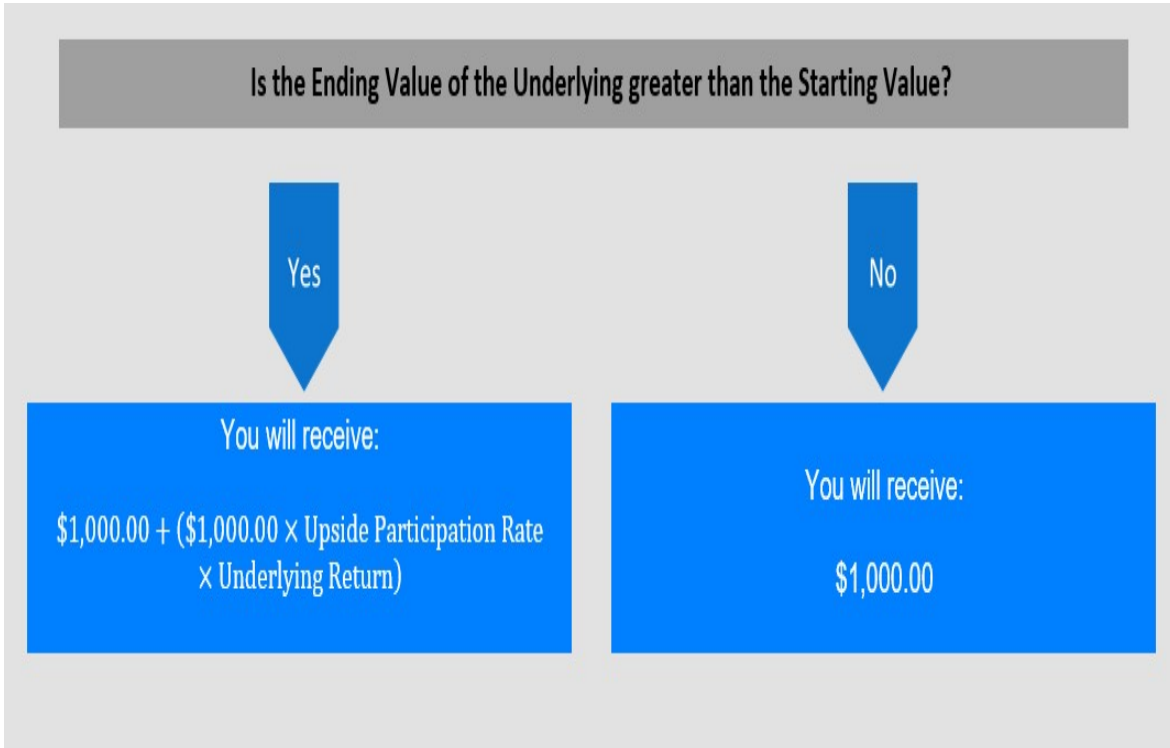 Is the Ending Value of the Underlying greater than the Starting Value?
Yes
No
You will receive:
$1,000.00 + ($1,000.00 × Upside Participation Rate
× Underlying Return)
You will receive:
$1,000.00